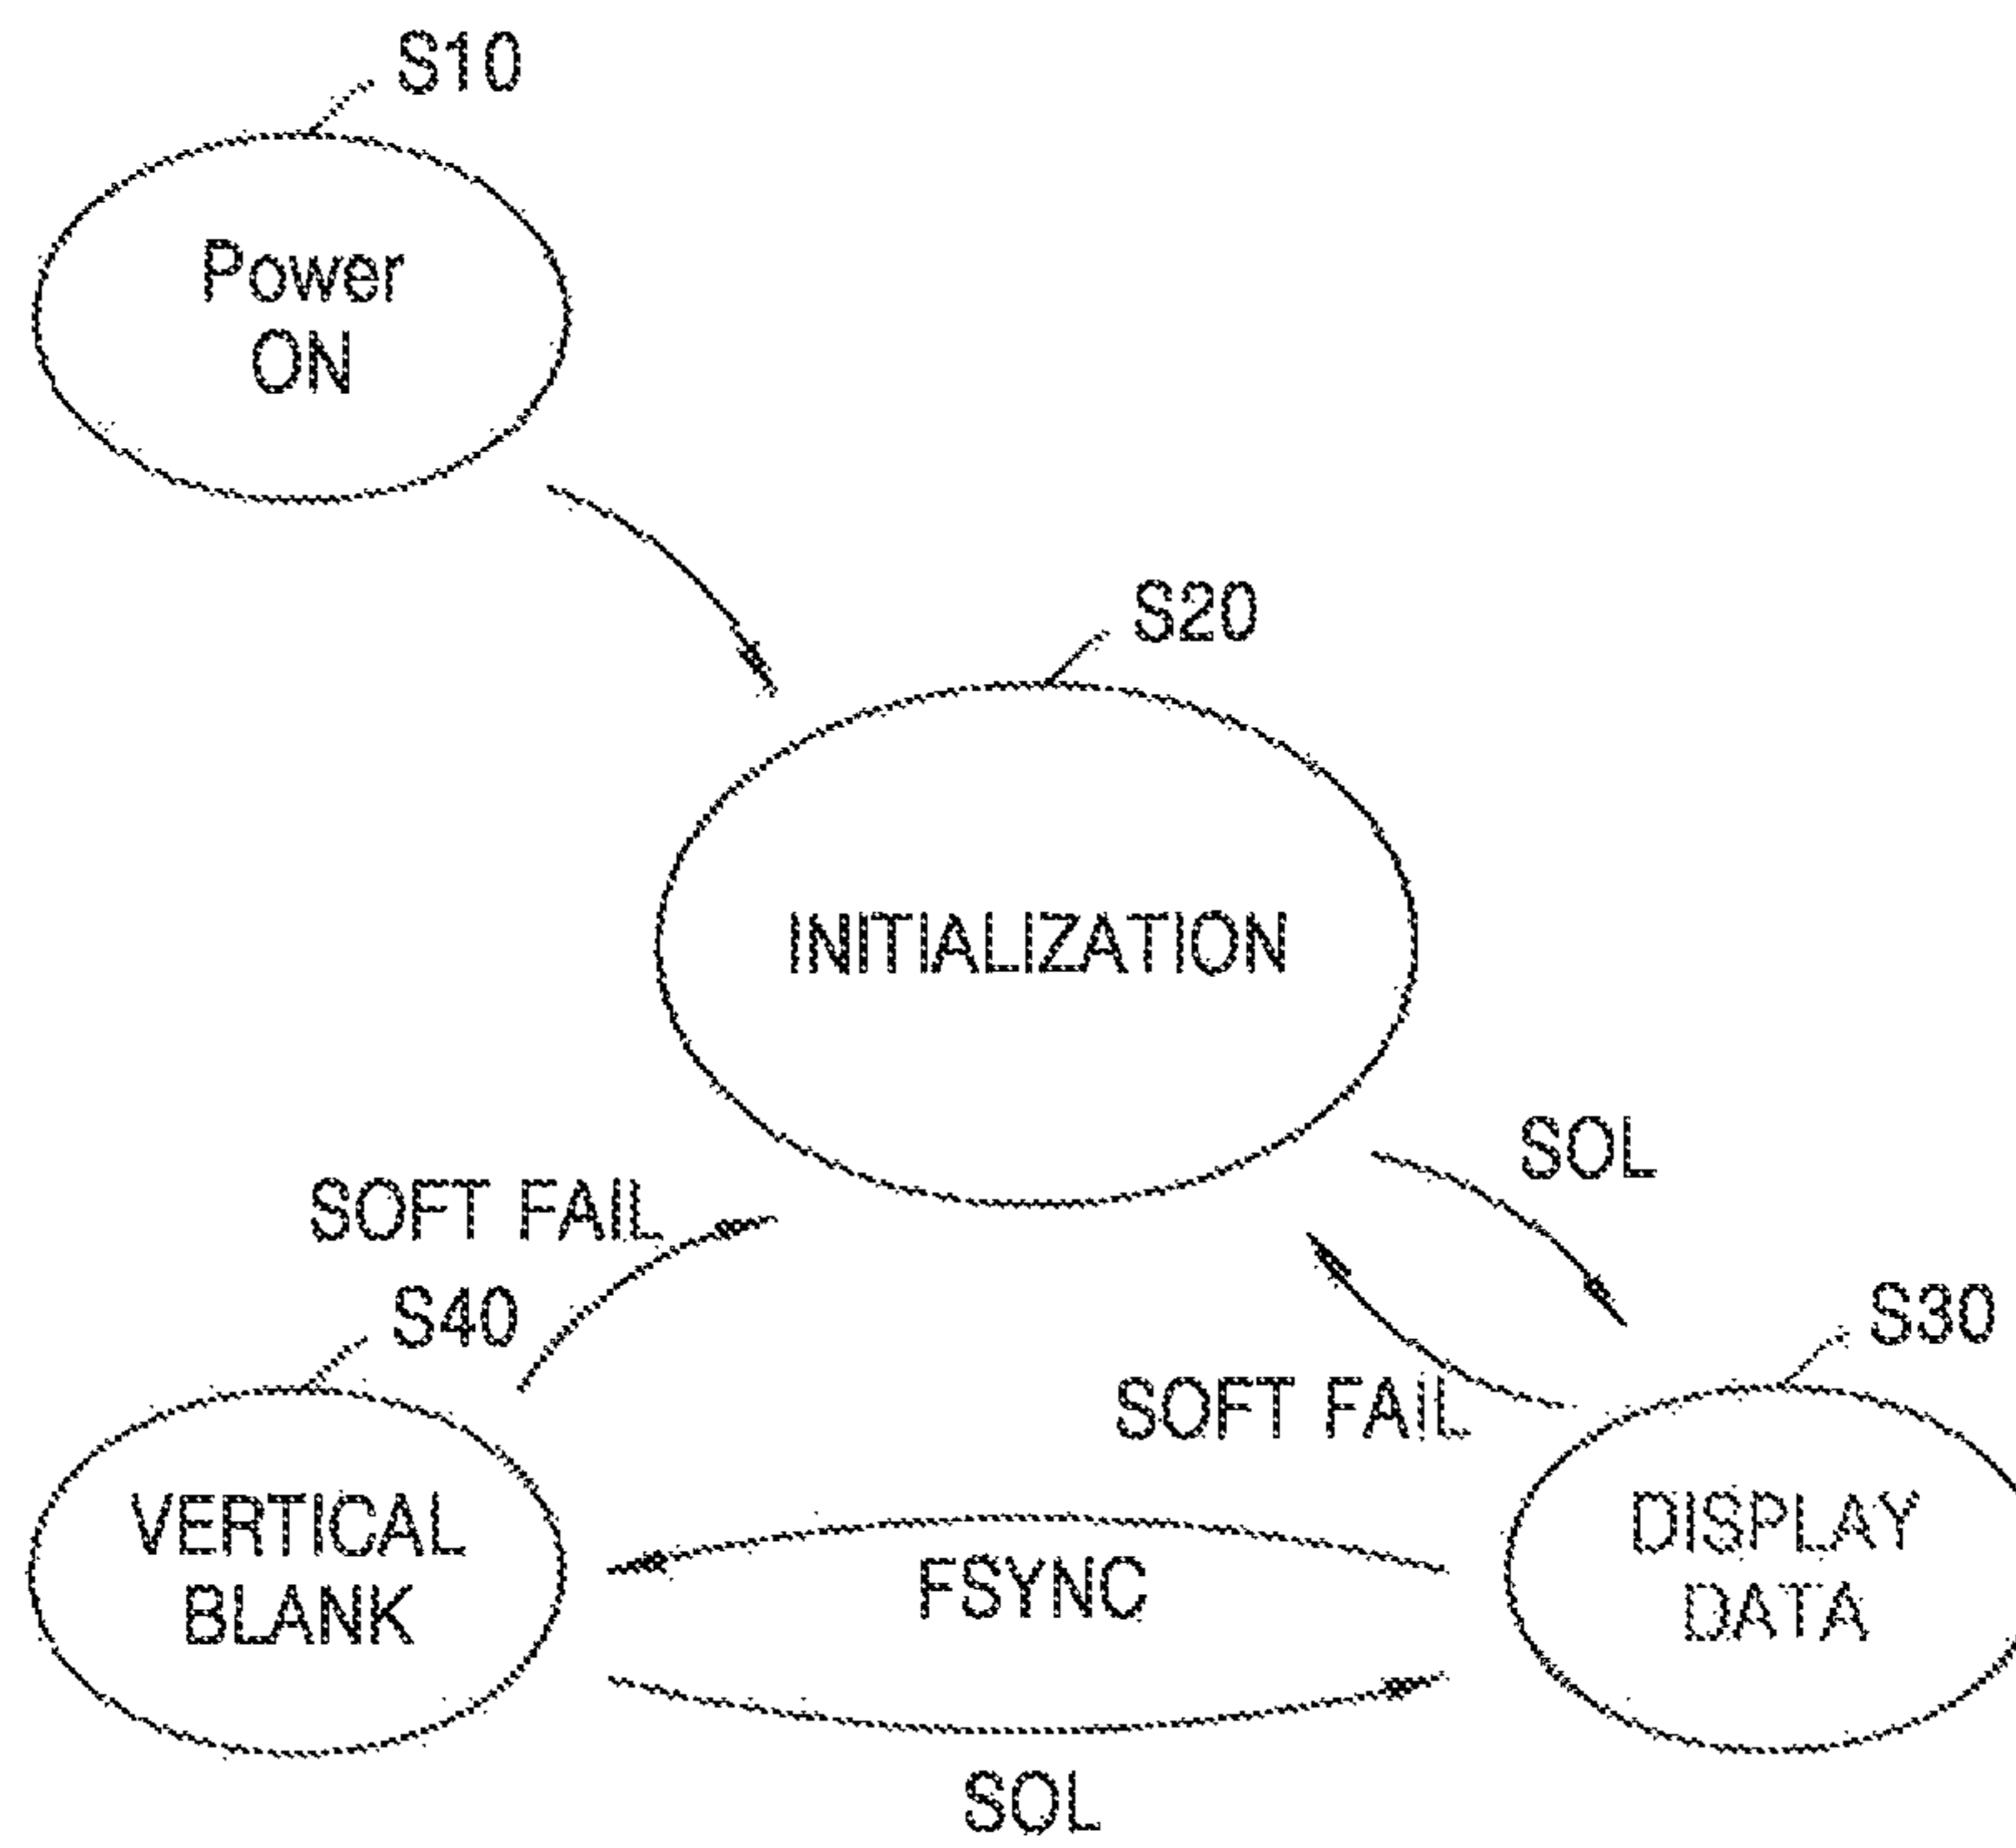 S10
Power
ON
S20
INITIALIZATION
SOL
SOFT FAIL
S40
S30
SOFT FAIL
VERTICAL
BLANK
FSYNC
DISPLAY
DATA
SOL